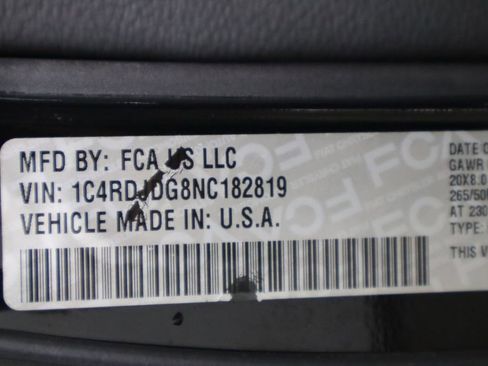 MFD BY: FCA US LLC
VIN: 1C4RDJDG8NC182819
VEHICLE MADE IN: U.S.A.
DATE O
GAWR
20X8.0
265/50
AT 230
TYPE:
THIS V